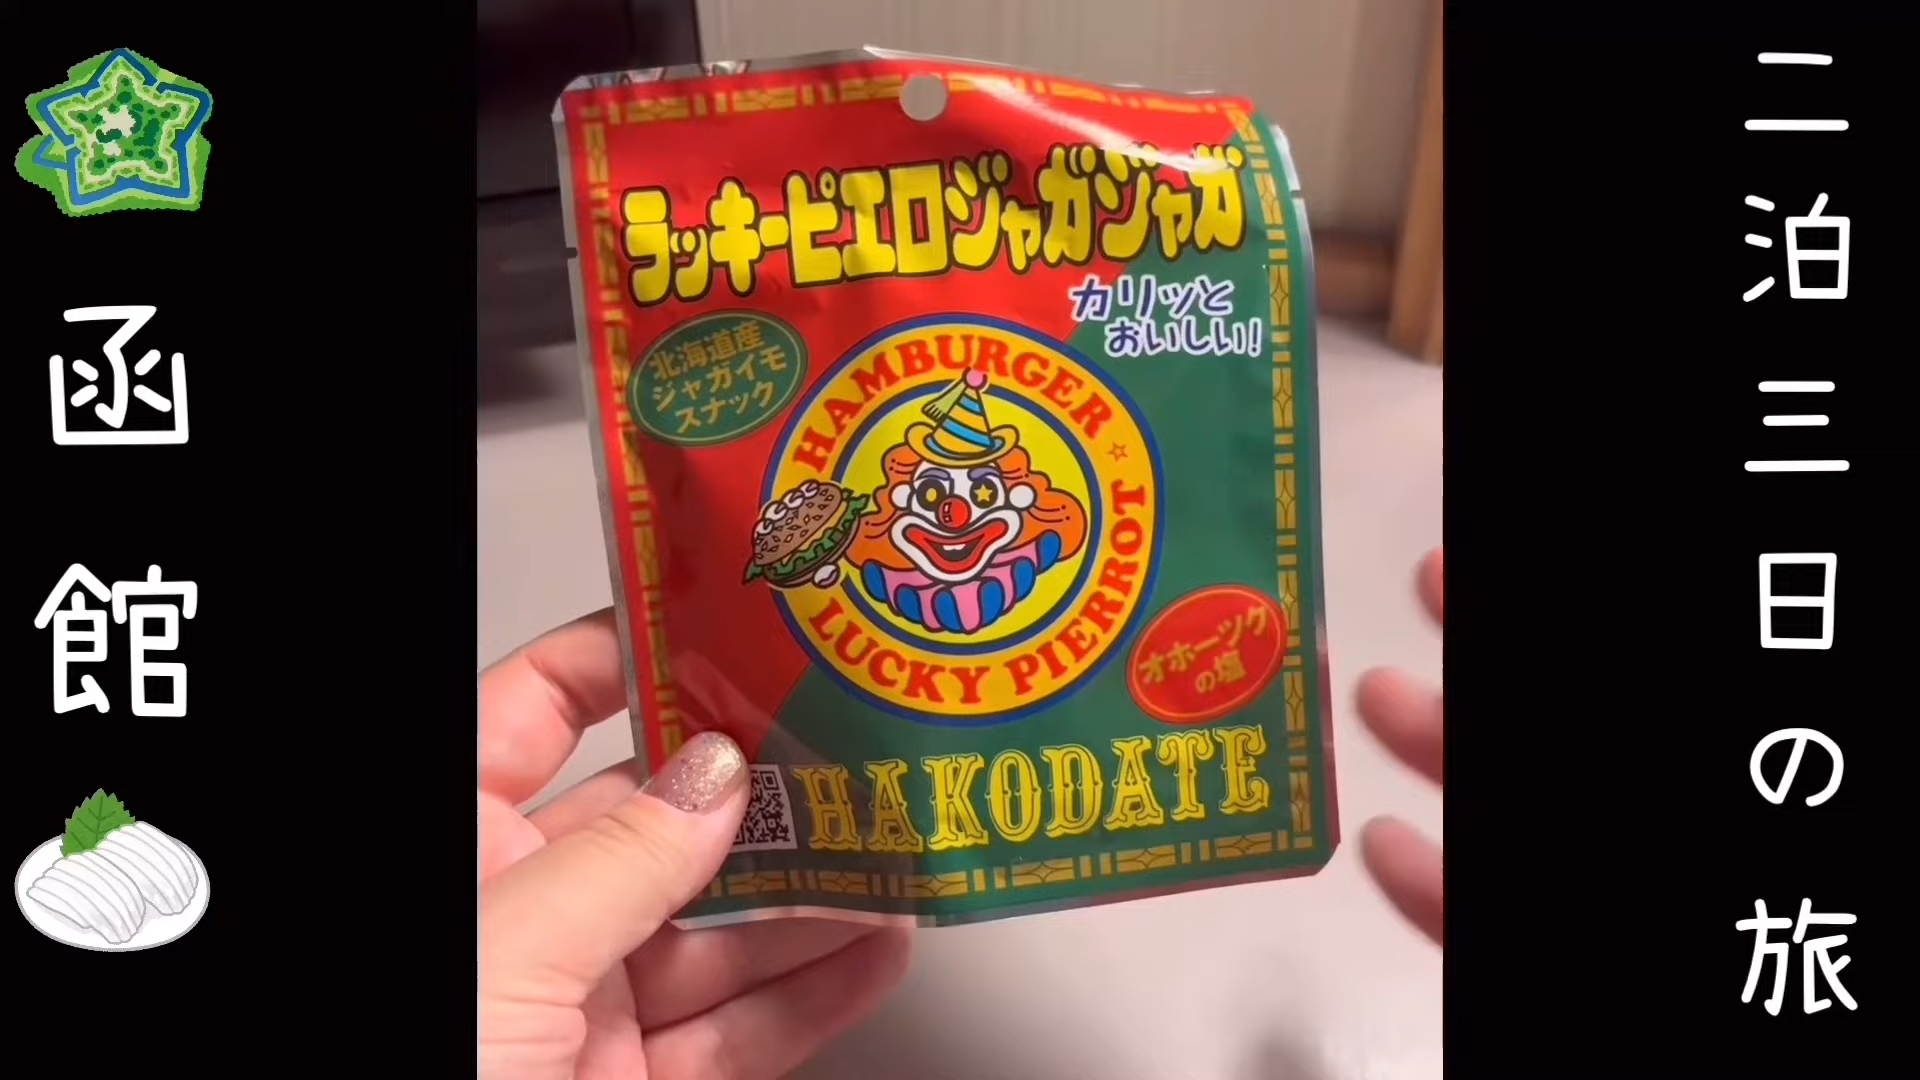 函館
ラッキーピエロジャガジャガ
カリッと
おいしい!
北海道産
ジャガイモ
スナック
HAMBURGER ☆
LUCKY PIERROT
オホーツク
の塩
HAKODATE
二泊三日の旅